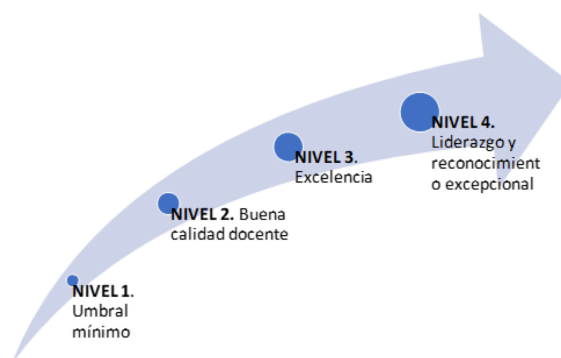 NIVEL 1.
Umbral
mínimo
NIVEL 2. Buena
calidad docente
NIVEL 3.
Excelencia
NIVEL 4.
Liderazgo y
reconocimient
o excepcional